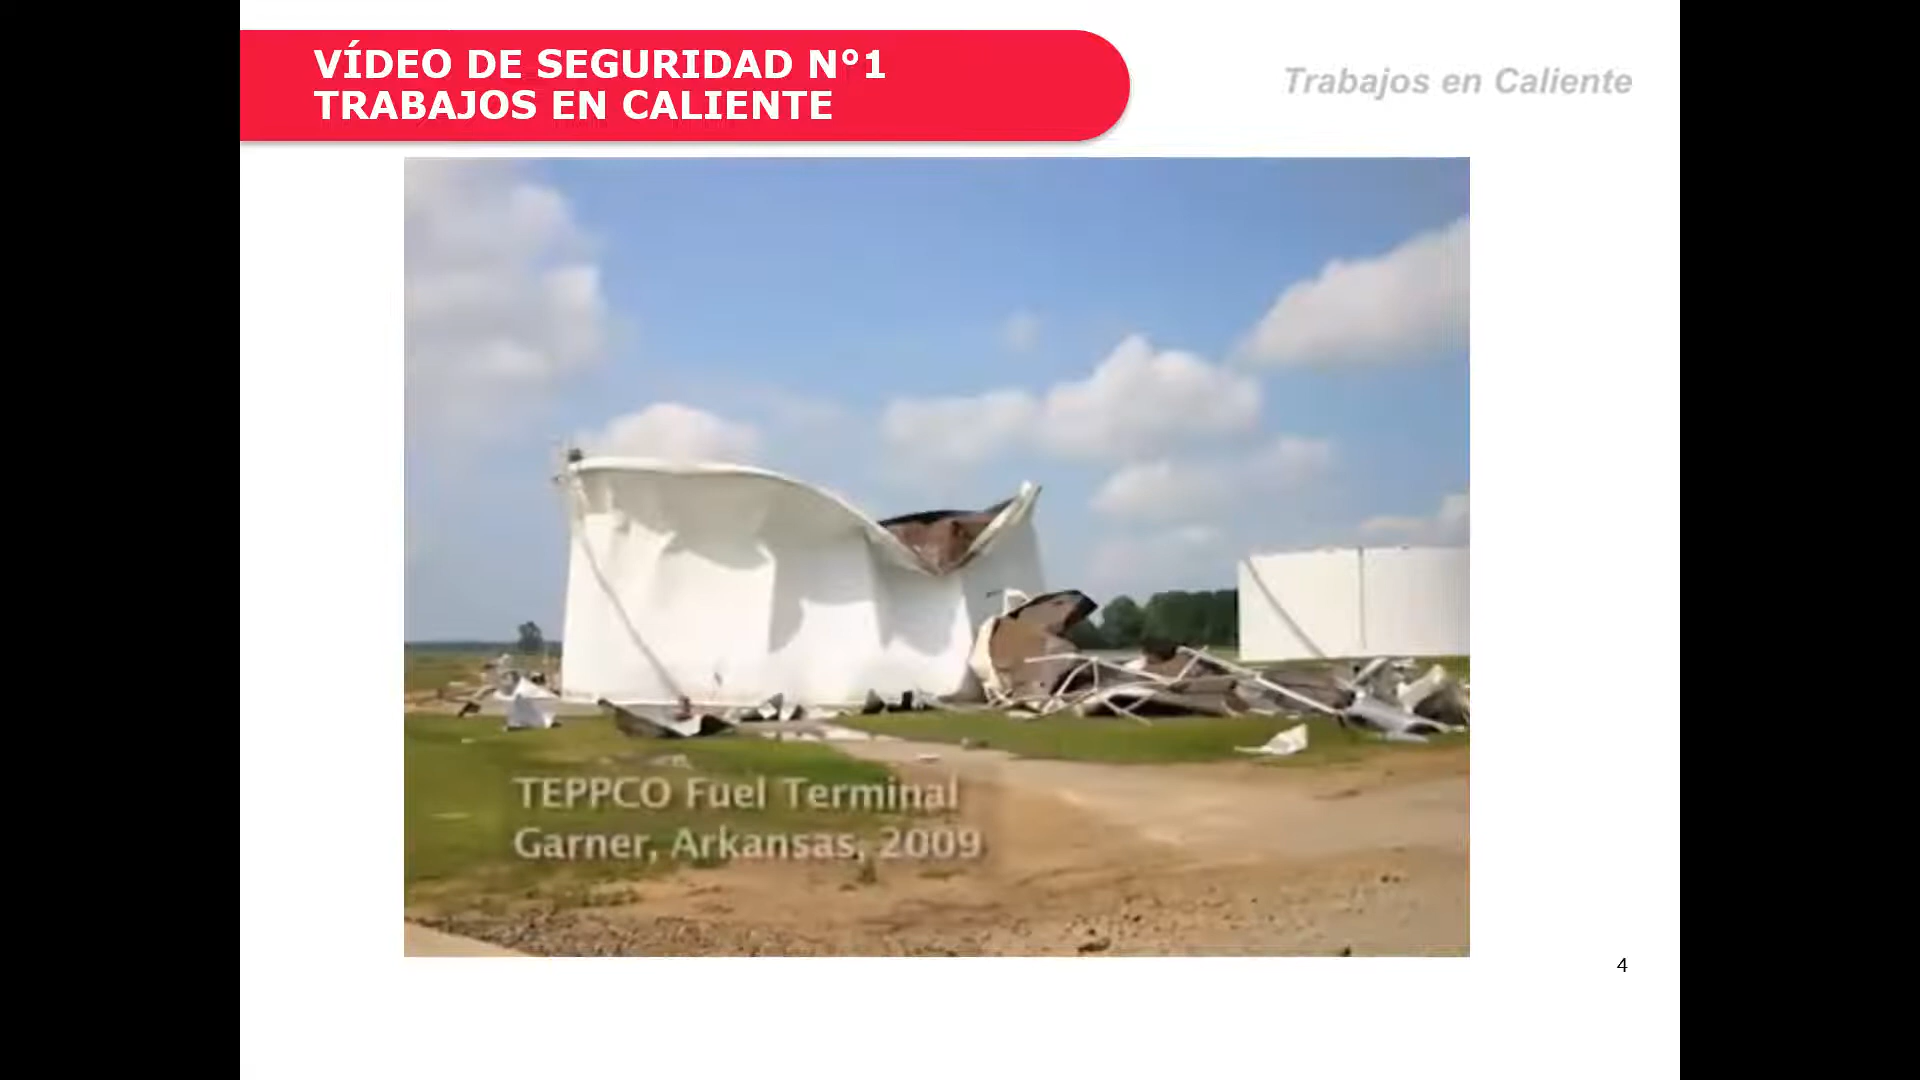 VÍDEO DE SEGURIDAD N°1
TRABAJOS EN CALIENTE
Trabajos en Caliente
TEPPCO Fuel Terminal
Garner, Arkansas, 2009
4